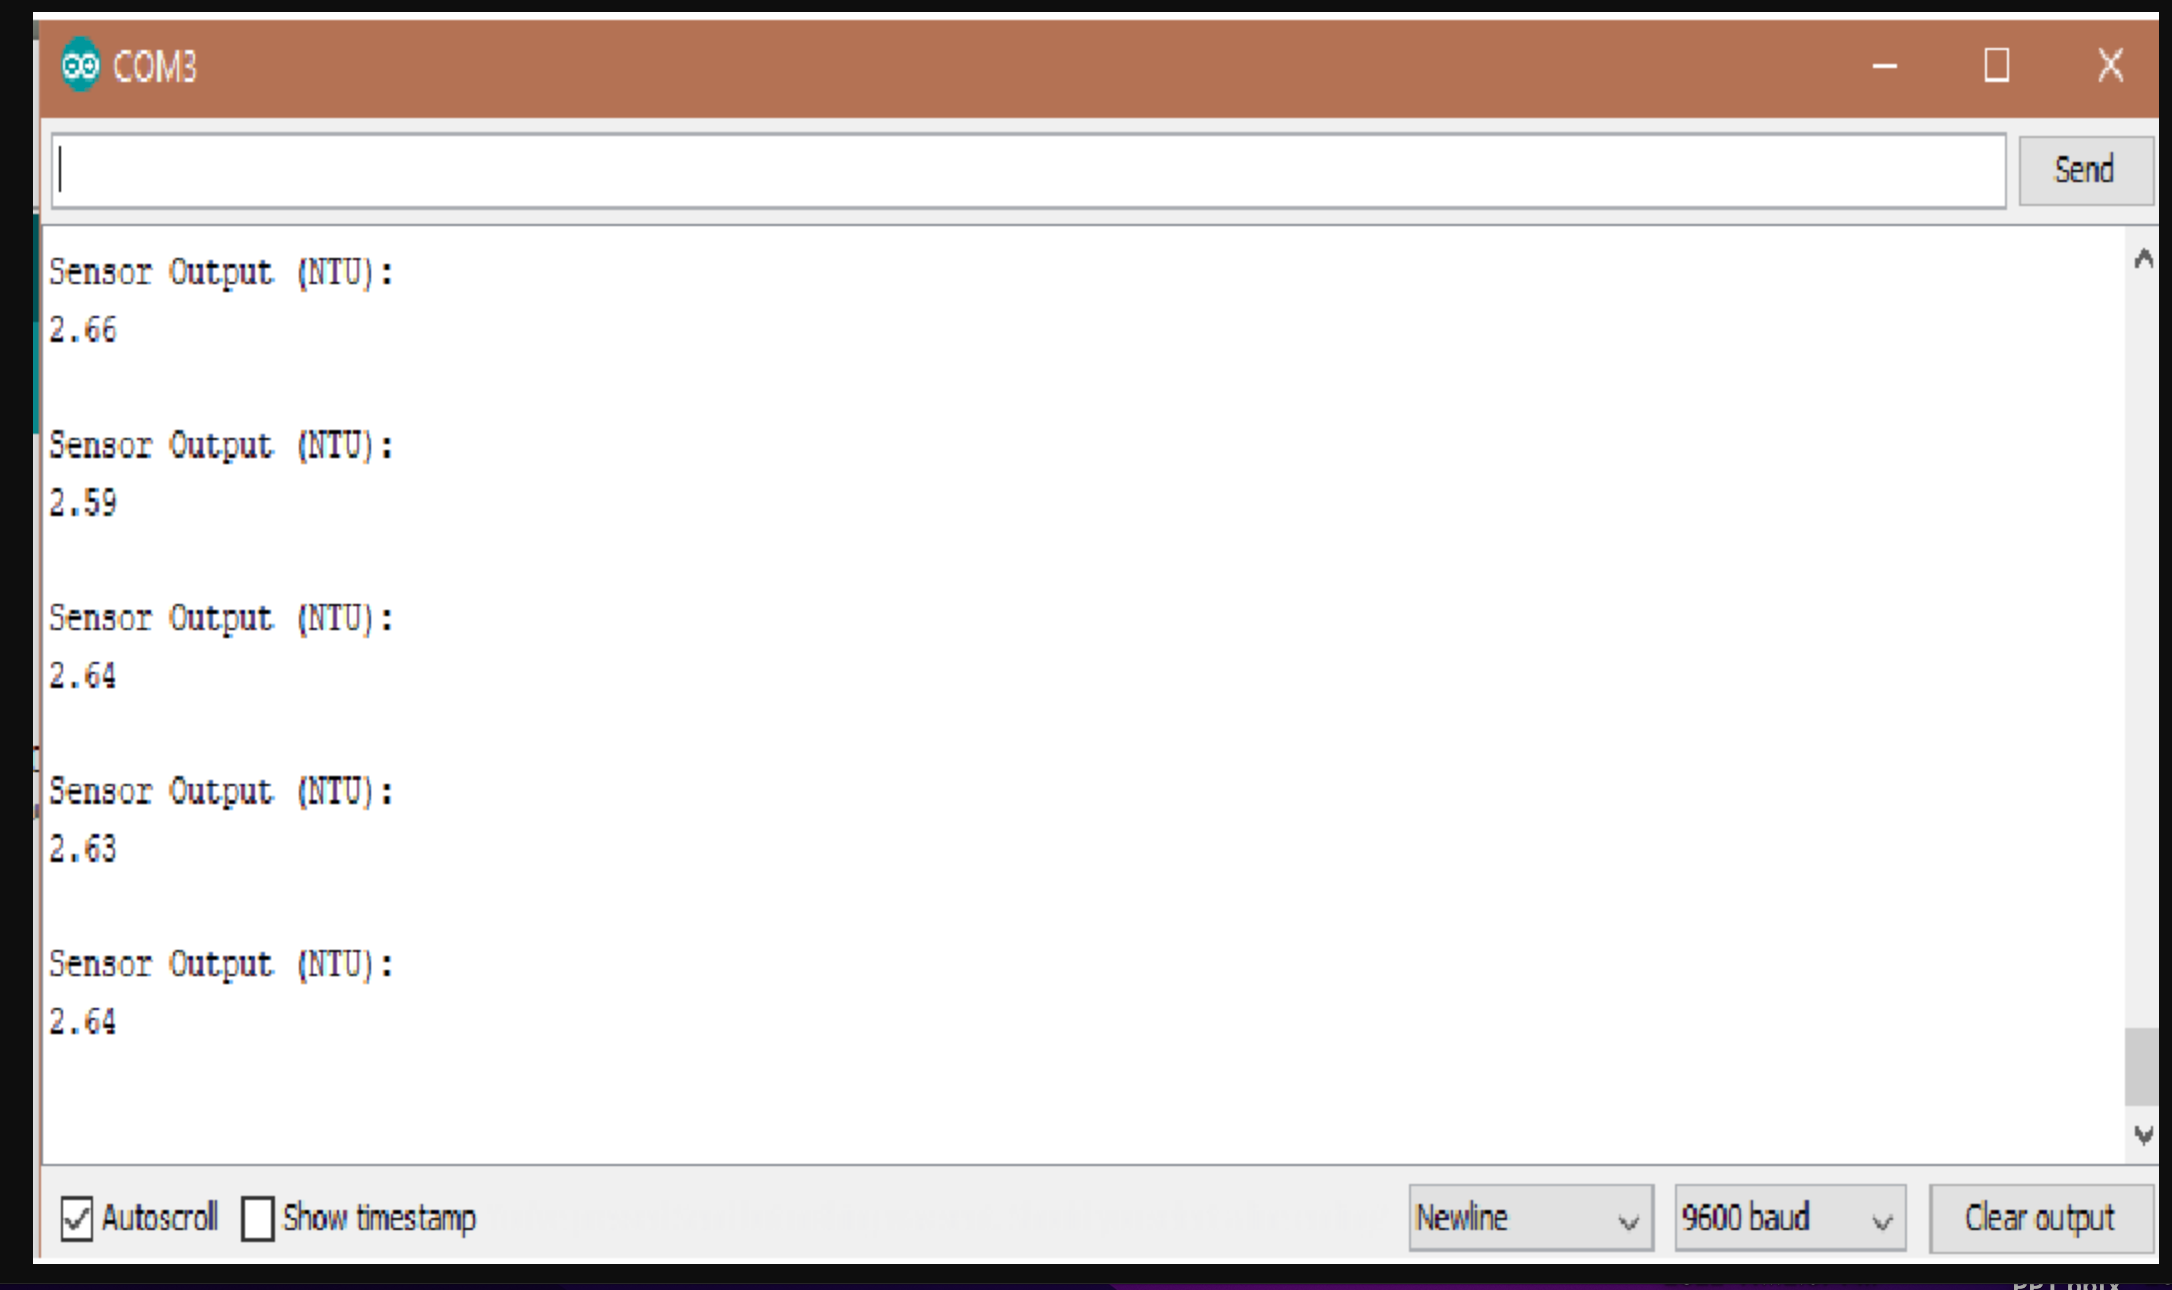 COM3
Send
Sensor Output (NTU):
2.66
Sensor Output (NTU):
2.59
Sensor Output (NTU):
2.64
Sensor Output (NTU):
2.63
Sensor Output (NTU):
2.64
Autoscroll Show timestamp Newline 9600 baud Clear output